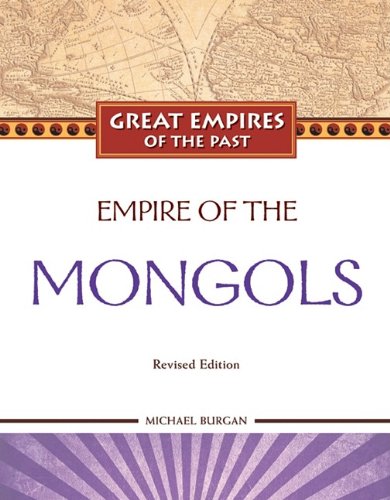 GREAT EMPIRES
OF THE PAST
EMPIRE OF THE
MONGOLS
Revised Edition
MICHAEL BURGAN